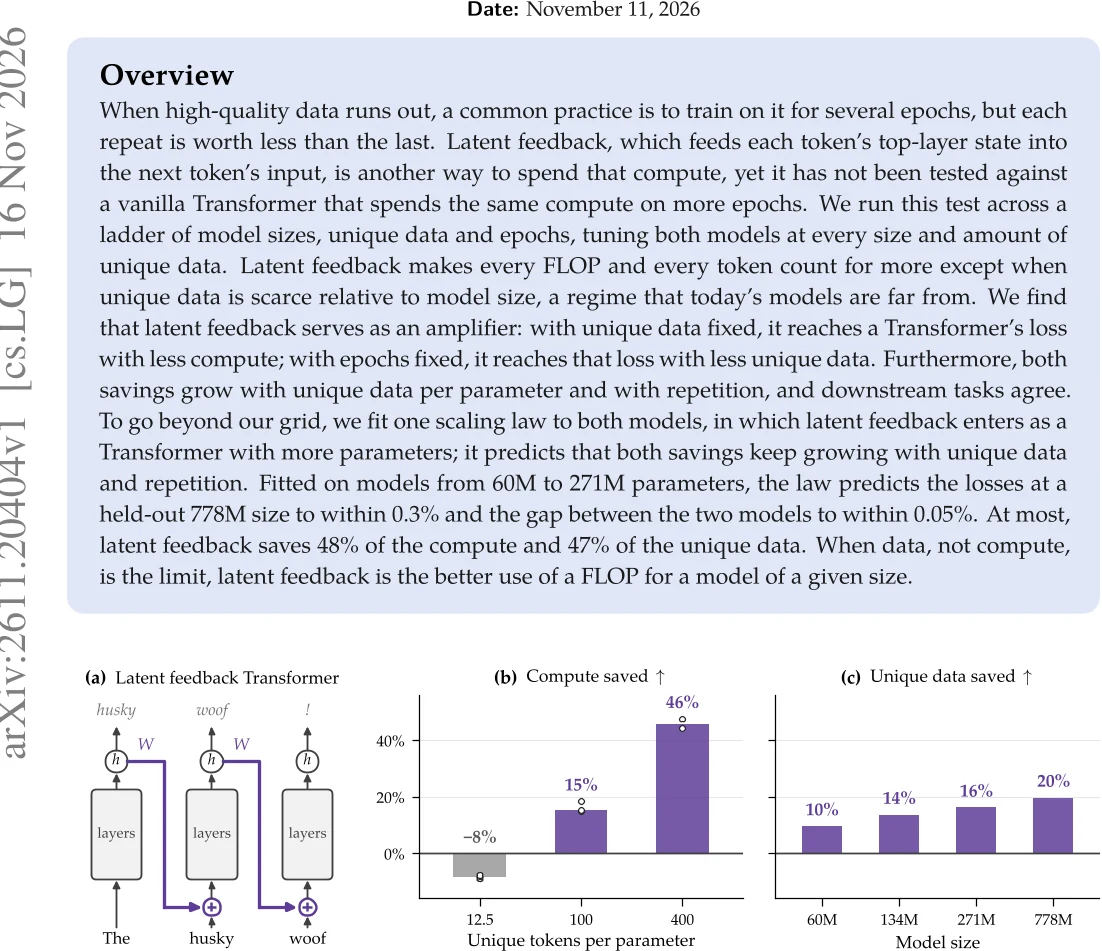 Date: November 11, 2026
arXiv:2611.20404v1 [cs.LG] 16 Nov 2026
Overview
When high-quality data runs out, a common practice is to train on it for several epochs, but each
repeat is worth less than the last. Latent feedback, which feeds each token's top-layer state into
the next token's input, is another way to spend that compute, yet it has not been tested against
a vanilla Transformer that spends the same compute on more epochs. We run this test across a
ladder of model sizes, unique data and epochs, tuning both models at every size and amount of
unique data. Latent feedback makes every FLOP and every token count for more except when
unique data is scarce relative to model size, a regime that today's models are far from. We find
that latent feedback serves as an amplifier: with unique data fixed, it reaches a Transformer's loss
with less compute; with epochs fixed, it reaches that loss with less unique data. Furthermore, both
savings grow with unique data per parameter and with repetition, and downstream tasks agree.
To go beyond our grid, we fit one scaling law to both models, in which latent feedback enters as a
Transformer with more parameters; it predicts that both savings keep growing with unique data
and repetition. Fitted on models from 60M to 271M parameters, the law predicts the losses at a
held-out 778M size to within 0.3% and the gap between the two models to within 0.05%. At most,
latent feedback saves 48% of the compute and 47% of the unique data. When data, not compute,
is the limit, latent feedback is the better use of a FLOP for a model of a given size.
(a) Latent feedback Transformer
husky woof !
W W
h h h
layers layers layers
+ +
The husky woof
(b) Compute saved ↑
40%
20%
0%
−8%
15%
46%
12.5 100 400
Unique tokens per parameter
(c) Unique data saved ↑
10% 14% 16% 20%
60M 134M 271M 778M
Model size